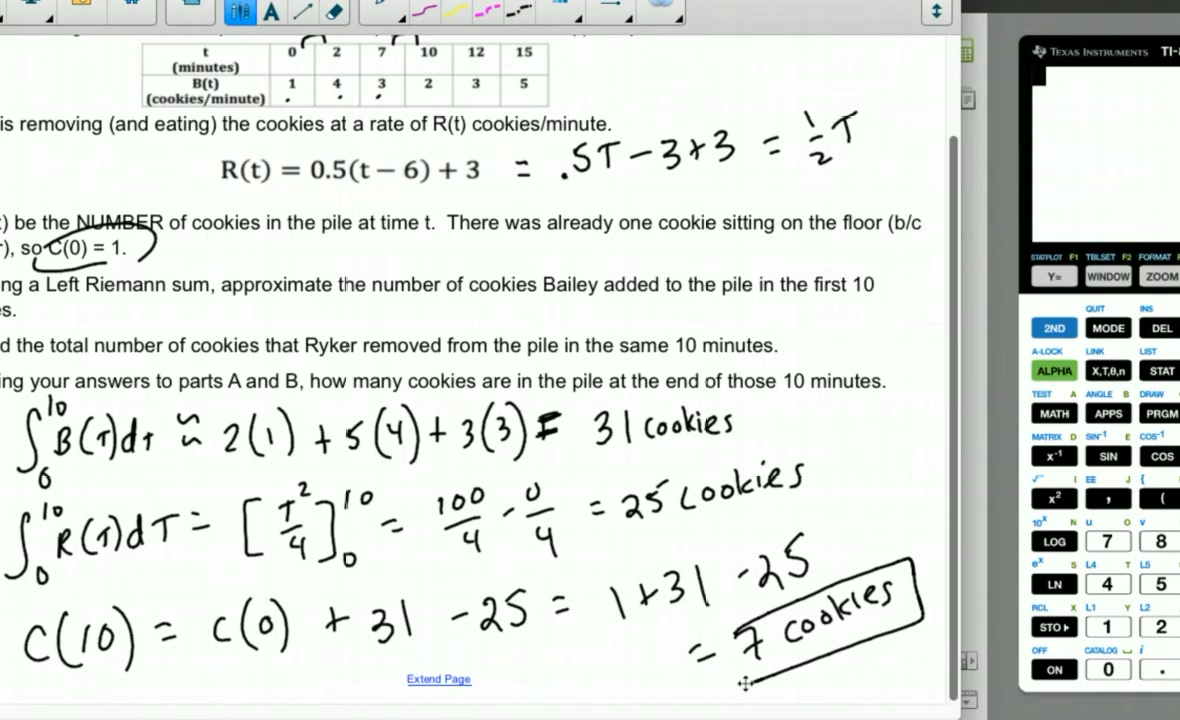 t (minutes) 0 2 7 10 12 15
B(t) (cookies/minute) 1 4 3 2 3 5
is removing (and eating) the cookies at a rate of R(t) cookies/minute.
R(t) = 0.5(t − 6) + 3 = .5T − 3 + 3 = 1/2 T
) be the NUMBER of cookies in the pile at time t. There was already one cookie sitting on the floor (b/c
), so C(0) = 1.
ng a Left Riemann sum, approximate the number of cookies Bailey added to the pile in the first 10
s.
d the total number of cookies that Ryker removed from the pile in the same 10 minutes.
ing your answers to parts A and B, how many cookies are in the pile at the end of those 10 minutes.
∫₀¹⁰ B(T)dT ≈ 2(1) + 5(4) + 3(3) = 31 cookies
∫₀¹⁰ R(T)dT = [T²/4]₀¹⁰ = 100/4 - 0/4 = 25 cookies
C(10) = C(0) + 31 - 25 = 1 + 31 - 25
= 7 cookies
Extend Page
TEXAS INSTRUMENTS TI-
STATPLOT F1 TBLSET F2 FORMAT
Y= WINDOW ZOOM
QUIT INS
2ND MODE DEL
A-LOCK LINK LIST
ALPHA X,T,θ,n STAT
TEST A ANGLE B DRAW
MATH APPS PRGM
MATRIX D SIN⁻¹ E COS⁻¹
x⁻¹ SIN COS
√ I EE J {
x² , (
10ˣ N u O v
LOG 7 8
eˣ S L4 T L5
LN 4 5
RCL X L1 Y L2
STO▸ 1 2
OFF CATALOG i
ON 0 .